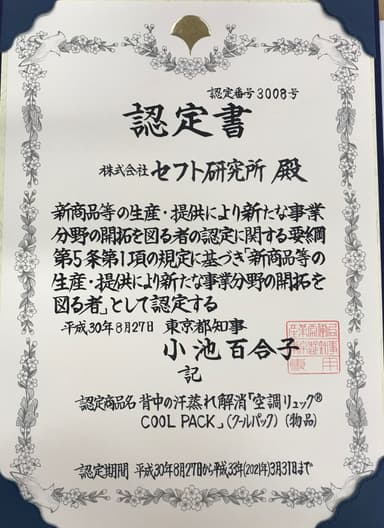 認定番号3008号
認定書
株式会社 セフト研究所 殿
新商品等の生産・提供により新たな事業
分野の開拓を図る者の認定に関する要綱
第5条第1項の規定に基づき「新商品等の
生産・提供により新たな事業分野の開拓を
図る者」として認定する
平成30年8月27日 東京都知事
小池百合子
記
認定商品名 背中の汗蒸れ解消「空調リュック®
COOL PACK」(クールパック)(物品)
認定期間 平成30年8月27日から平成33年(2021年)3月31日まで